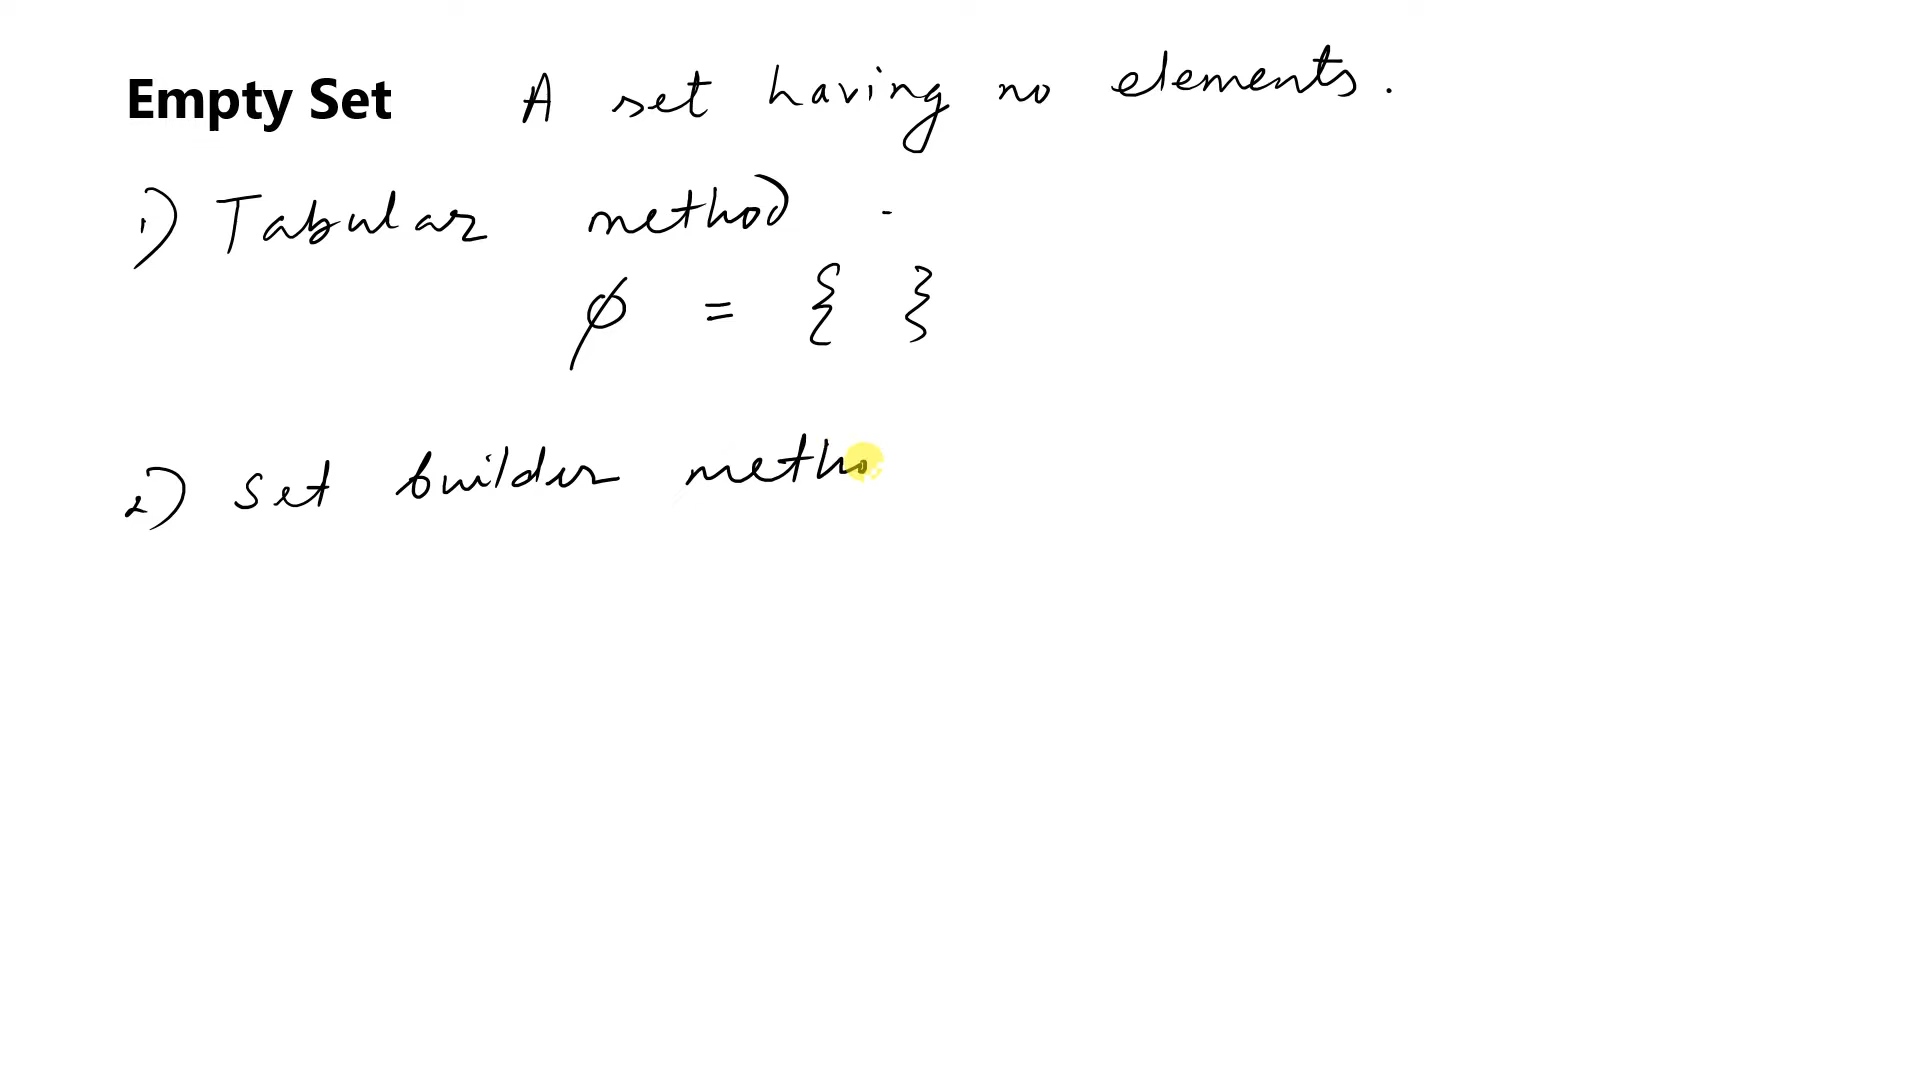 Empty Set A set having no elements.
1) Tabular method .
ϕ = { }
2) Set builder metho